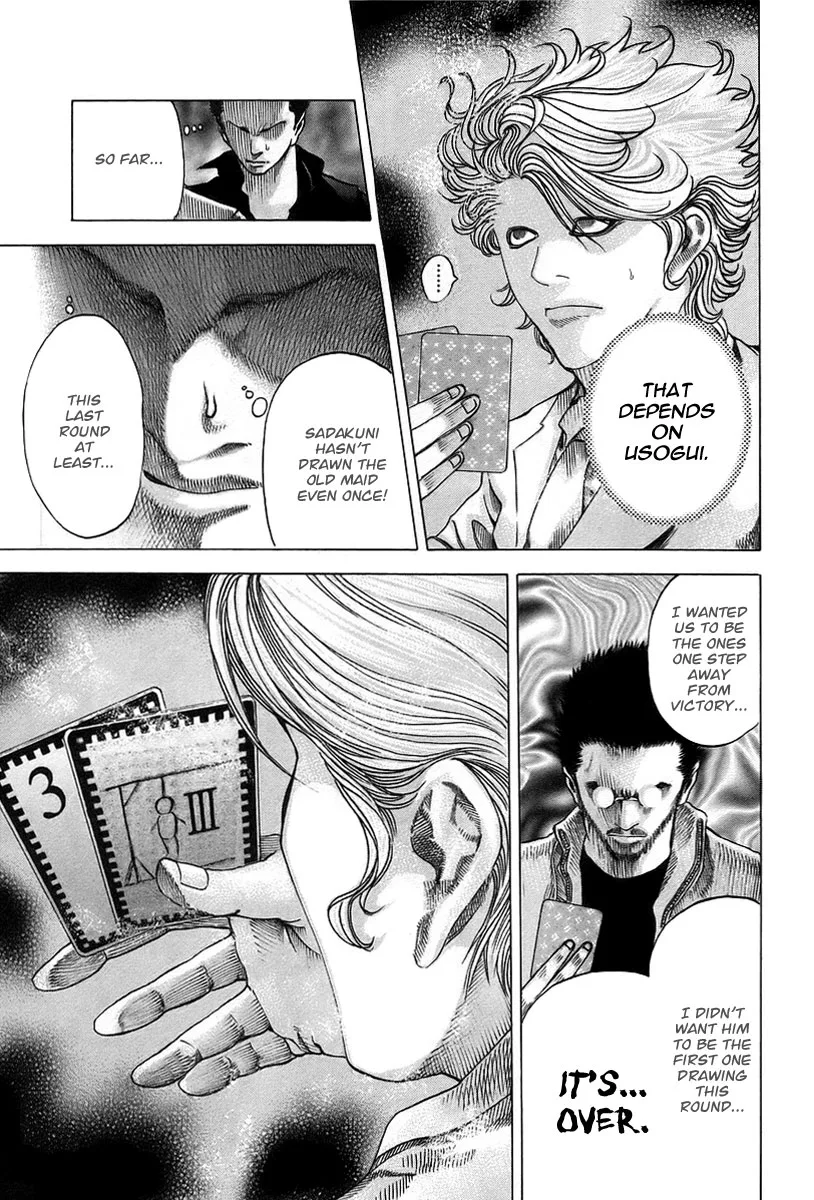 ......
THAT
DEPENDS
ON
USOGUI.
SO FAR...
SADAKUNI
HASN'T
DRAWN THE
OLD MAID
EVEN ONCE!
THIS
LAST
ROUND
AT
LEAST...
I WANTED
US TO BE
THE ONES
ONE STEP
AWAY
FROM
VICTORY...
I DIDN'T
WANT HIM
TO BE THE
FIRST ONE
DRAWING
THIS
ROUND...
IT'S...
OVER.
3
III